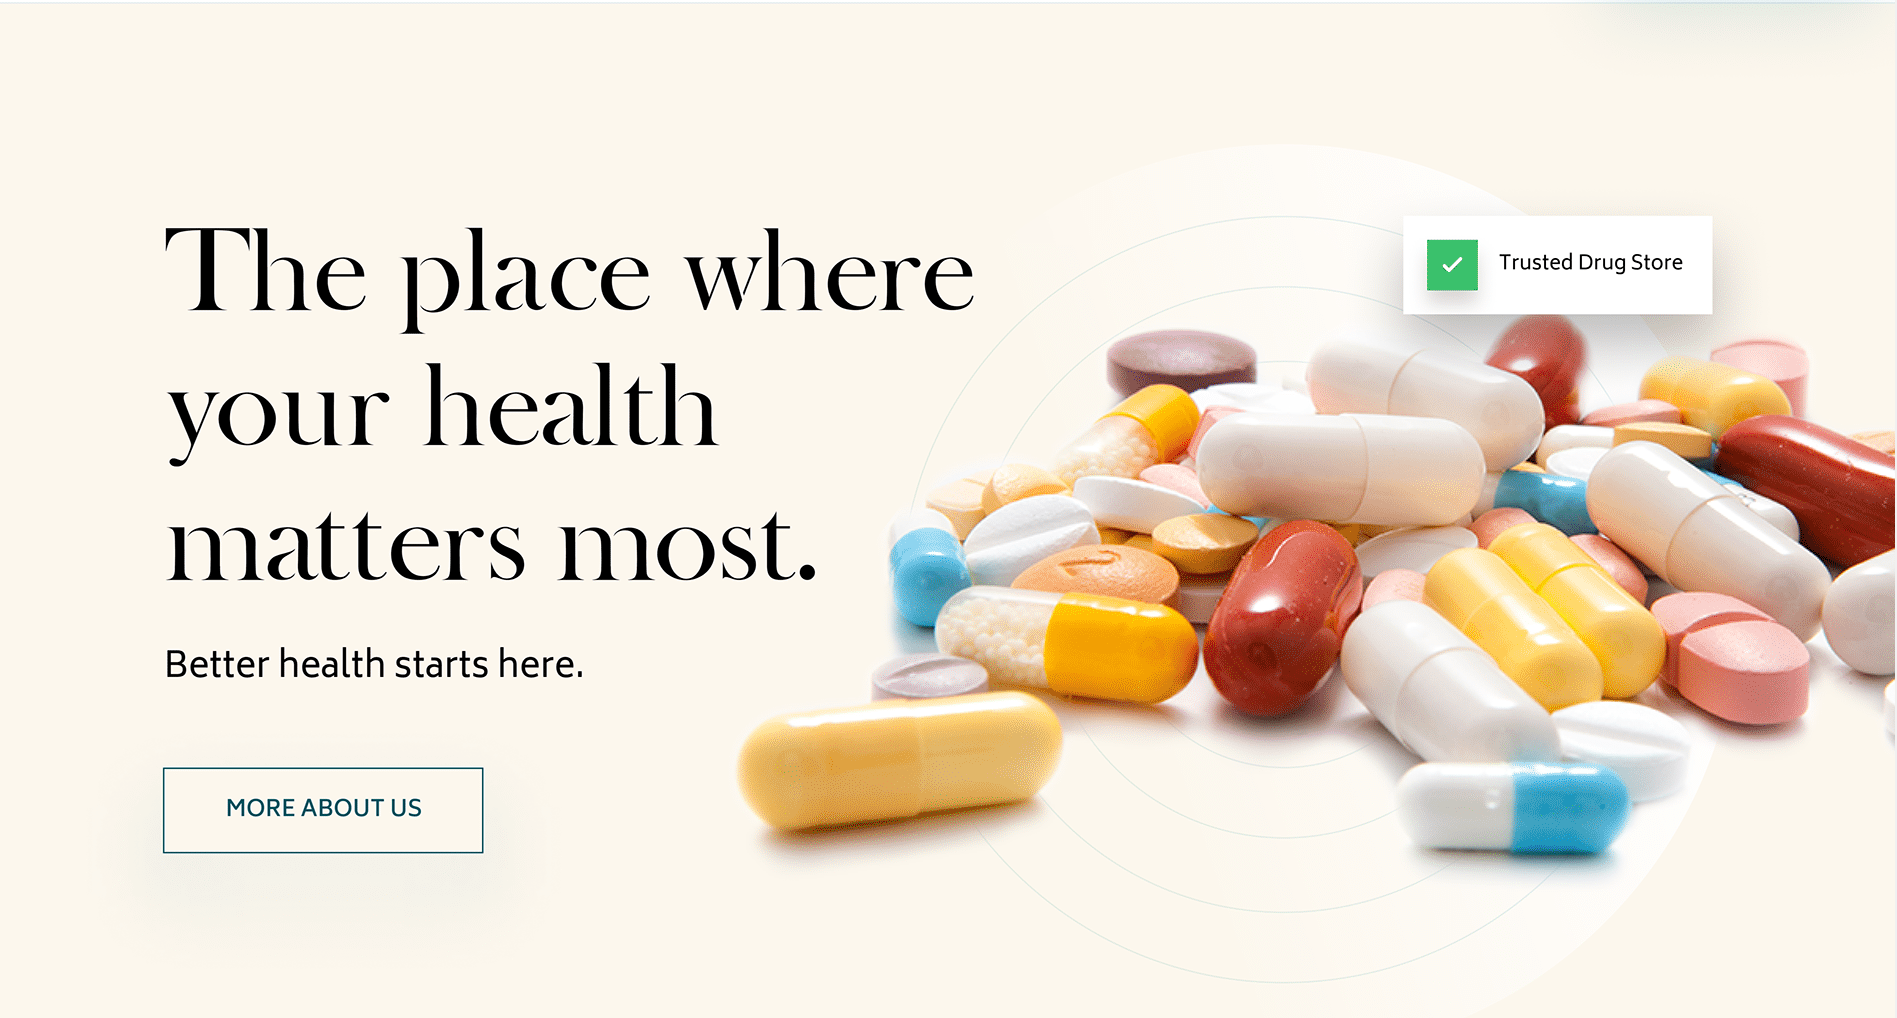 The place where
your health
matters most.
Better health starts here.
MORE ABOUT US
Trusted Drug Store